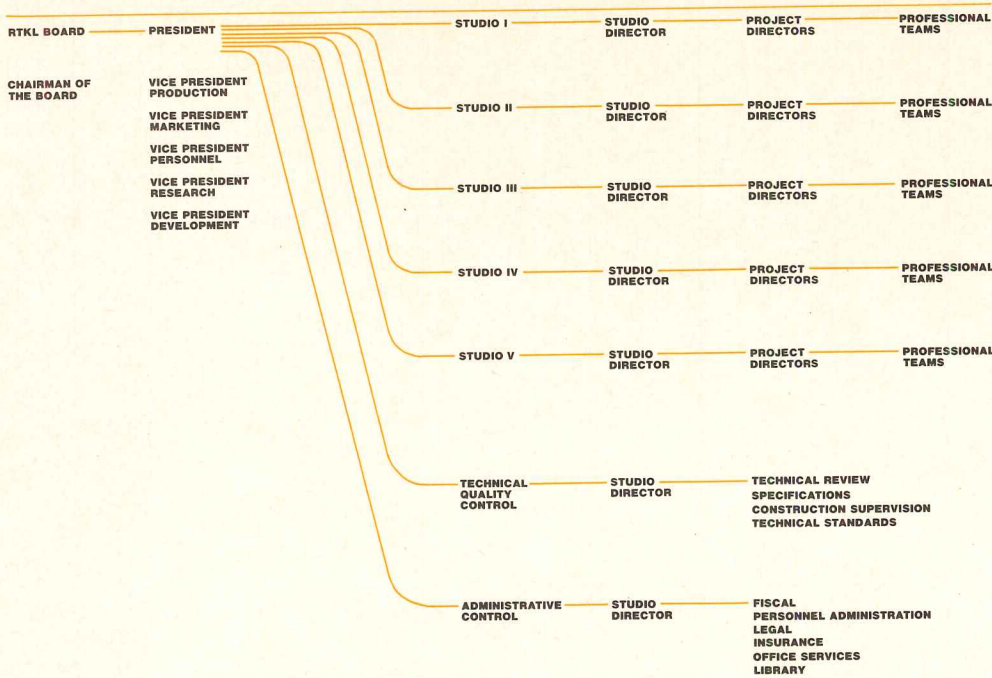 RTKL BOARD
PRESIDENT
STUDIO I
STUDIO
DIRECTOR
PROJECT
DIRECTORS
PROFESSIONAL
TEAMS
CHAIRMAN OF
THE BOARD
VICE PRESIDENT
PRODUCTION
VICE PRESIDENT
MARKETING
VICE PRESIDENT
PERSONNEL
VICE PRESIDENT
RESEARCH
VICE PRESIDENT
DEVELOPMENT
STUDIO II
STUDIO
DIRECTOR
PROJECT
DIRECTORS
PROFESSIONAL
TEAMS
STUDIO III
STUDIO
DIRECTOR
PROJECT
DIRECTORS
PROFESSIONAL
TEAMS
STUDIO IV
STUDIO
DIRECTOR
PROJECT
DIRECTORS
PROFESSIONAL
TEAMS
STUDIO V
STUDIO
DIRECTOR
PROJECT
DIRECTORS
PROFESSIONAL
TEAMS
TECHNICAL
QUALITY
CONTROL
STUDIO
DIRECTOR
TECHNICAL REVIEW
SPECIFICATIONS
CONSTRUCTION SUPERVISION
TECHNICAL STANDARDS
ADMINISTRATIVE
CONTROL
STUDIO
DIRECTOR
FISCAL
PERSONNEL ADMINISTRATION
LEGAL
INSURANCE
OFFICE SERVICES
LIBRARY